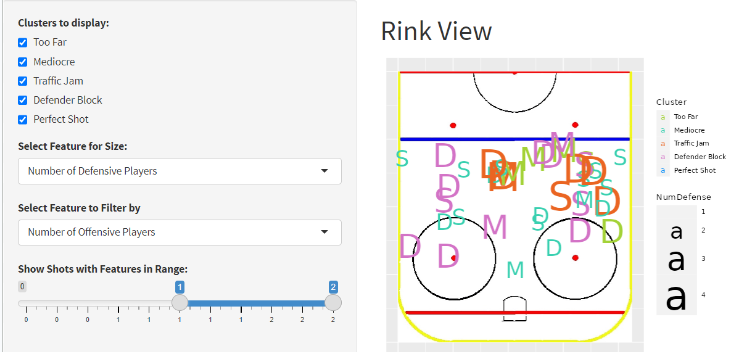 Clusters to display:
Too Far
Mediocre
Traffic Jam
Defender Block
Perfect Shot
Select Feature for Size:
Number of Defensive Players
Select Feature to Filter by
Number of Offensive Players
Show Shots with Features in Range:
0 1 2
0 0 0 1 1 1 1 1 2 2 2
Rink View
S D S D D M M D M S D D S S
D S S S M D S
D S M S D D D
D D M D
M
Cluster
a Too Far
a Mediocre
a Traffic Jam
a Defender Block
a Perfect Shot
NumDefense
1
a 2
a 3
a 4